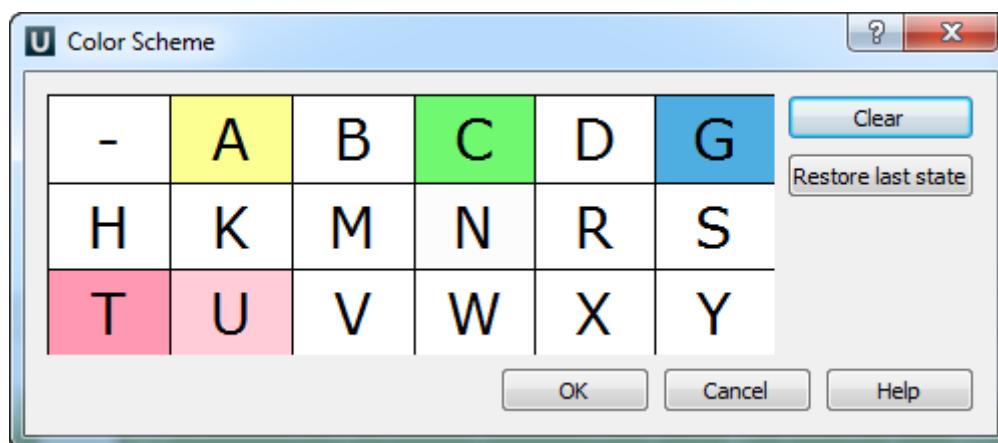 U Color Scheme ?  X
- A B C D G Clear
Restore last state
H K M N R S
T U V W X Y
OK Cancel Help